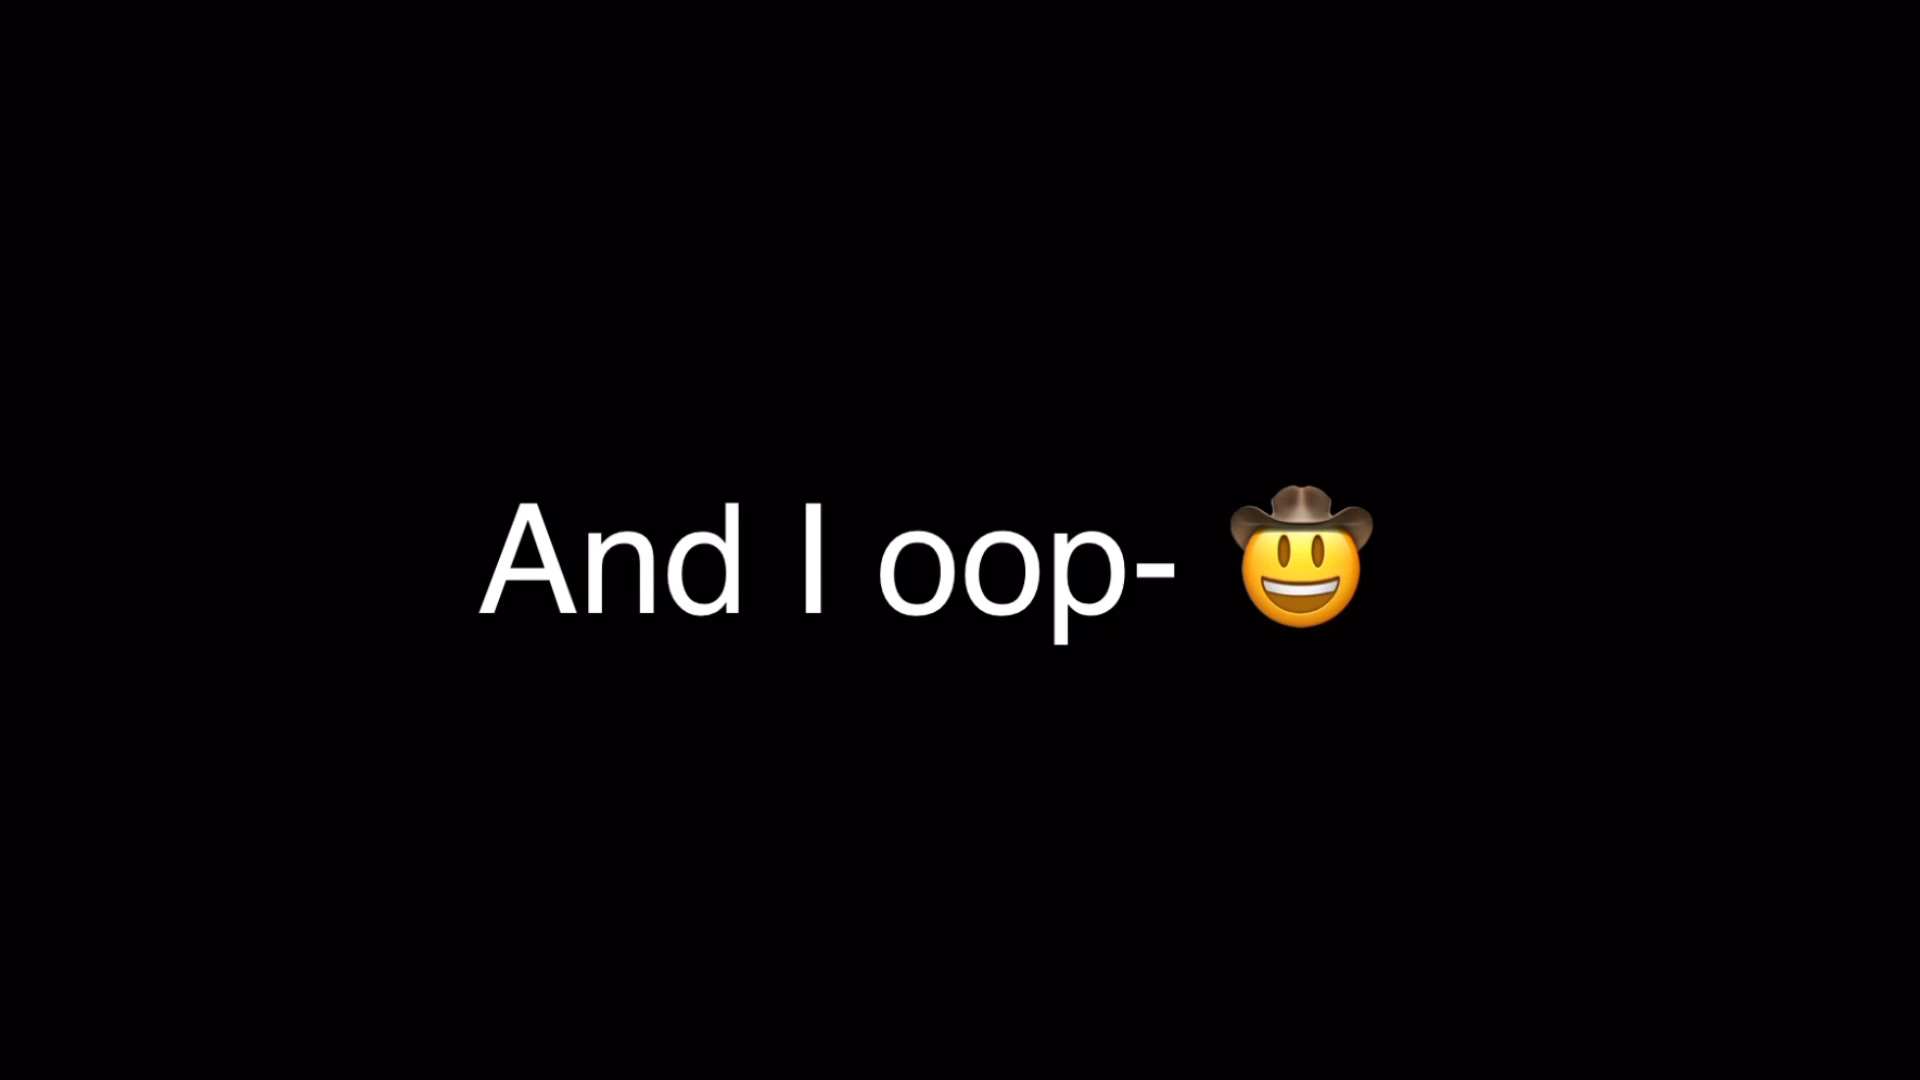 And I oop- 🤠